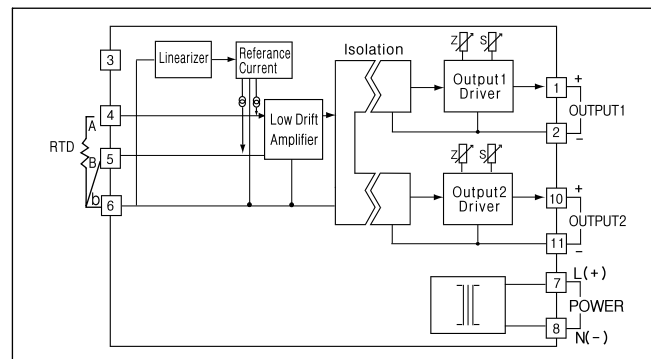 3
Linearizer
Referance
Current
Isolation
Z
S
Output1
Driver
1
+
OUTPUT1
2
−
4
A
RTD
B
5
b
6
Low Drift
Amplifier
Z
S
Output2
Driver
10
+
OUTPUT2
11
−
7
L(+)
POWER
8
N(-)